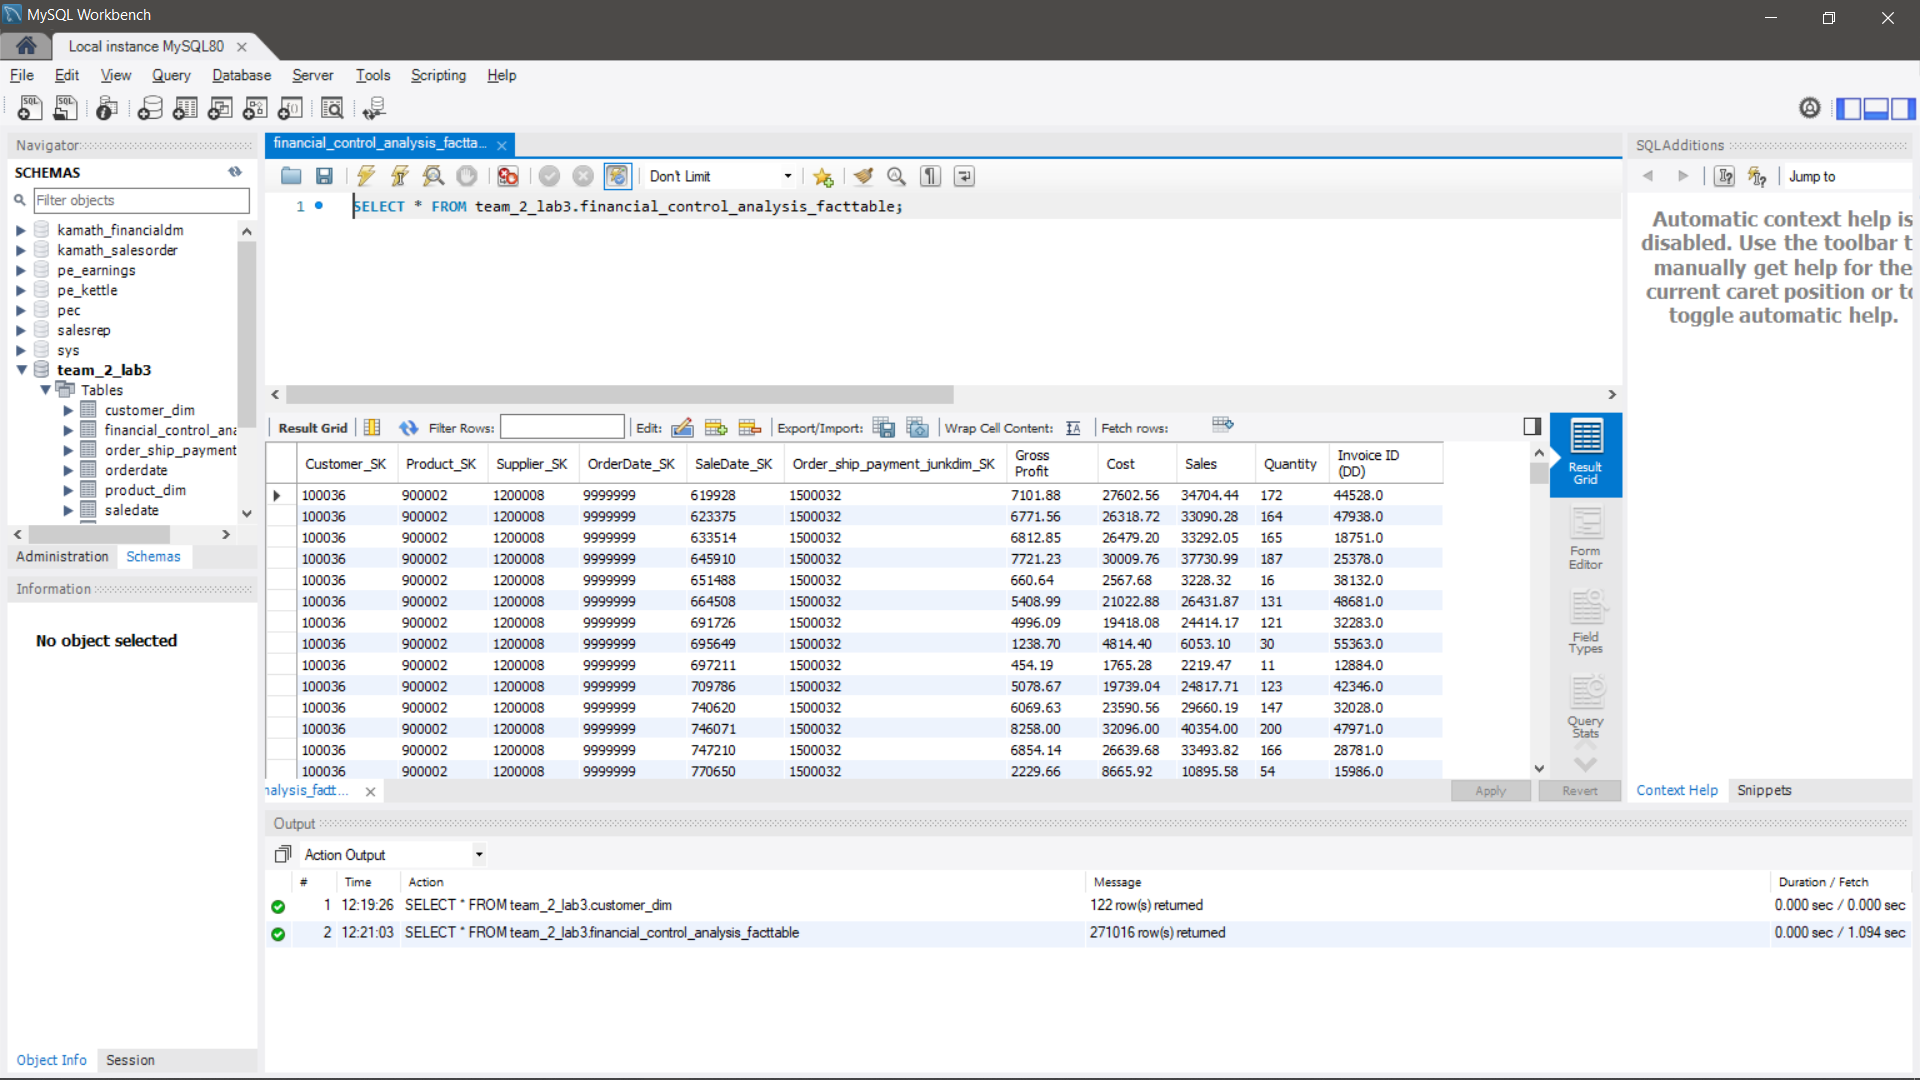 MySQL Workbench
Local instance MySQL80
File Edit View Query Database Server Tools Scripting Help
Navigator
SCHEMAS
Filter objects
kamath_financialdm
kamath_salesorder
pe_earnings
pe_kettle
pec
salesrep
sys
team_2_lab3
Tables
customer_dim
financial_control_ana
order_ship_payment
orderdate
product_dim
saledate
Administration Schemas
Information
No object selected
Object Info Session
financial_control_analysis_factta...
Don't Limit
1 SELECT * FROM team_2_lab3.financial_control_analysis_facttable;
Result Grid Filter Rows: Edit: Export/Import: Wrap Cell Content: Fetch rows:
Customer_SK Product_SK Supplier_SK OrderDate_SK SaleDate_SK Order_ship_payment_junkdim_SK Gross Profit Cost Sales Quantity Invoice ID (DD)
100036 900002 1200008 9999999 619928 1500032 7101.88 27602.56 34704.44 172 44528.0
100036 900002 1200008 9999999 623375 1500032 6771.56 26318.72 33090.28 164 47938.0
100036 900002 1200008 9999999 633514 1500032 6812.85 26479.20 33292.05 165 18751.0
100036 900002 1200008 9999999 645910 1500032 7721.23 30009.76 37730.99 187 25378.0
100036 900002 1200008 9999999 651488 1500032 660.64 2567.68 3228.32 16 38132.0
100036 900002 1200008 9999999 664508 1500032 5408.99 21022.88 26431.87 131 48681.0
100036 900002 1200008 9999999 691726 1500032 4996.09 19418.08 24414.17 121 32283.0
100036 900002 1200008 9999999 695649 1500032 1238.70 4814.40 6053.10 30 55363.0
100036 900002 1200008 9999999 697211 1500032 454.19 1765.28 2219.47 11 12884.0
100036 900002 1200008 9999999 709786 1500032 5078.67 19739.04 24817.71 123 42346.0
100036 900002 1200008 9999999 740620 1500032 6069.63 23590.56 29660.19 147 32028.0
100036 900002 1200008 9999999 746071 1500032 8258.00 32096.00 40354.00 200 47971.0
100036 900002 1200008 9999999 747210 1500032 6854.14 26639.68 33493.82 166 28781.0
100036 900002 1200008 9999999 770650 1500032 2229.66 8665.92 10895.58 54 15986.0
nalysis_factt...
Apply Revert
Result
Grid
Form
Editor
Field
Types
Query
Stats
SQLAdditions
Jump to
Automatic context help is
disabled. Use the toolbar t
manually get help for the
current caret position or to
toggle automatic help.
Context Help Snippets
Output
Action Output
# Time Action Message Duration / Fetch
1 12:19:26 SELECT * FROM team_2_lab3.customer_dim 122 row(s) returned 0.000 sec / 0.000 sec
2 12:21:03 SELECT * FROM team_2_lab3.financial_control_analysis_facttable 271016 row(s) returned 0.000 sec / 1.094 sec